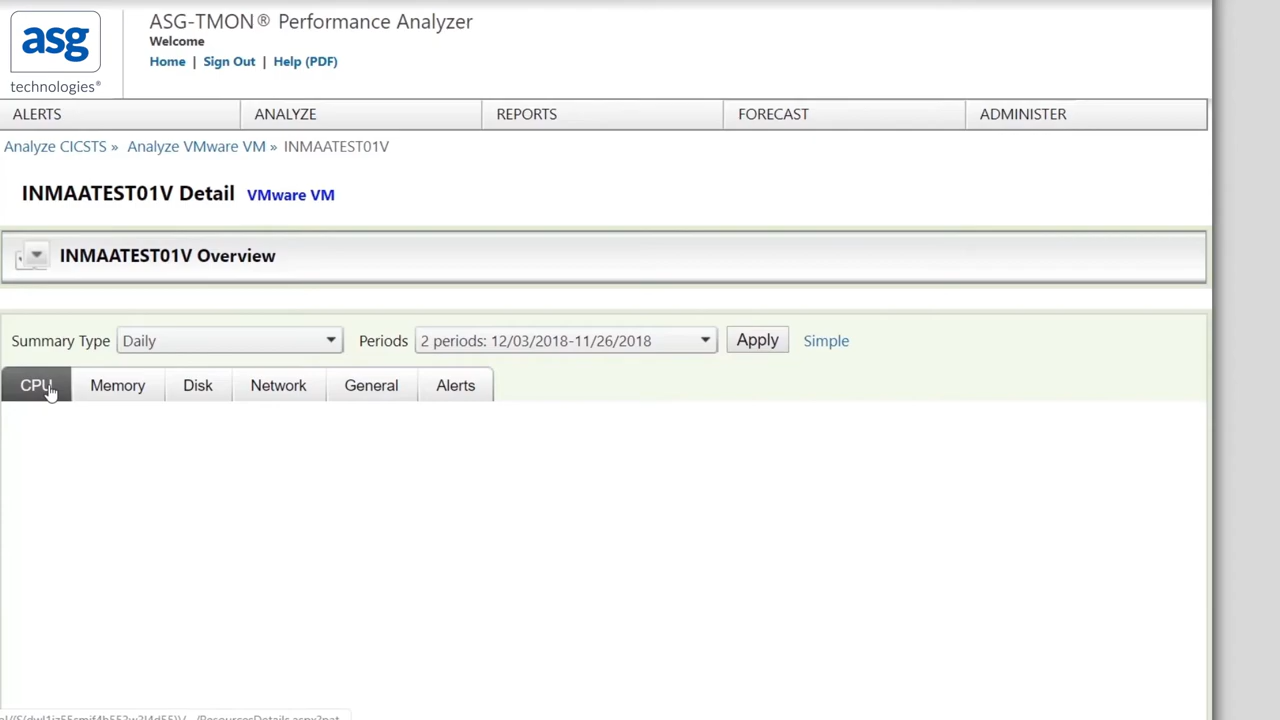 asg
technologies®
ASG-TMON® Performance Analyzer
Welcome
Home | Sign Out | Help (PDF)
ALERTS ANALYZE REPORTS FORECAST ADMINISTER
Analyze CICSTS » Analyze VMware VM » INMAATEST01V
INMAATEST01V Detail VMware VM
INMAATEST01V Overview
Summary Type Daily Periods 2 periods: 12/03/2018-11/26/2018 Apply Simple
CPU Memory Disk Network General Alerts